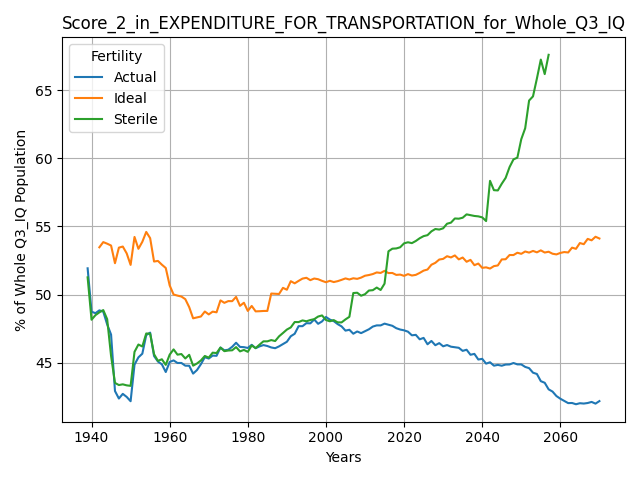 Score_2_in_EXPENDITURE_FOR_TRANSPORTATION_for_Whole_Q3_IQ
Fertility
Actual
Ideal
Sterile
% of Whole Q3_IQ Population
65
60
55
50
45
1940 1960 1980 2000 2020 2040 2060
Years